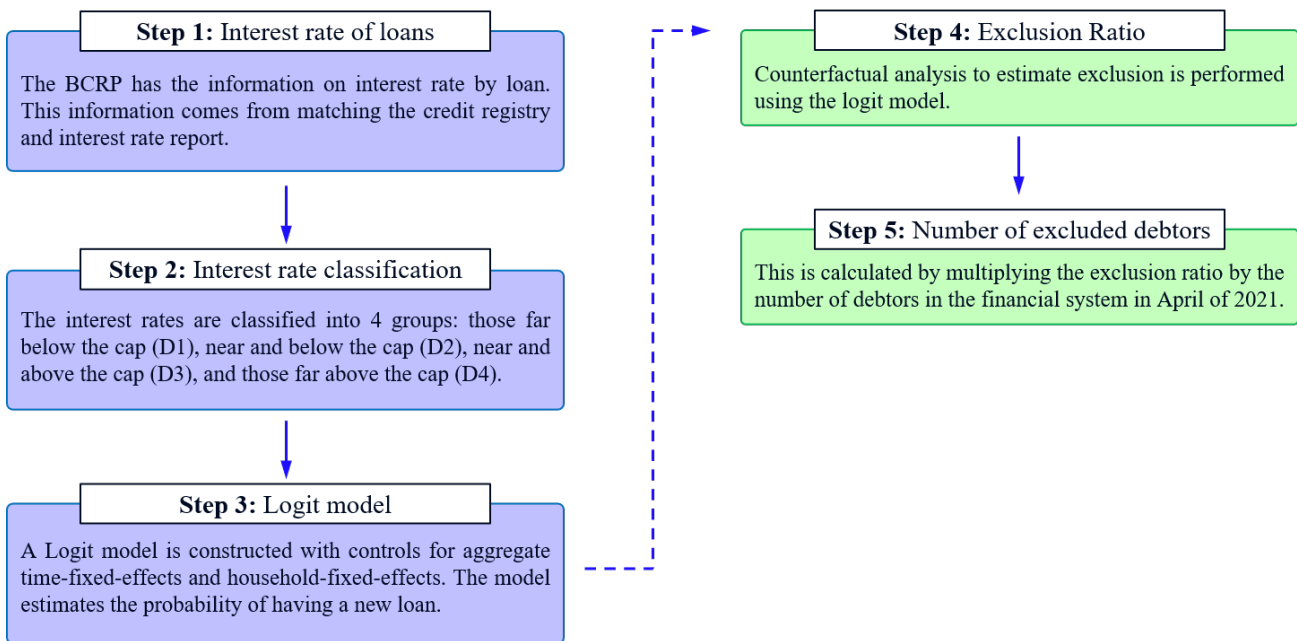 Step 1: Interest rate of loans
The BCRP has the information on interest rate by loan.
This information comes from matching the credit registry
and interest rate report.
Step 2: Interest rate classification
The interest rates are classified into 4 groups: those far
below the cap (D1), near and below the cap (D2), near and
above the cap (D3), and those far above the cap (D4).
Step 3: Logit model
A Logit model is constructed with controls for aggregate
time-fixed-effects and household-fixed-effects. The model
estimates the probability of having a new loan.
Step 4: Exclusion Ratio
Counterfactual analysis to estimate exclusion is performed
using the logit model.
Step 5: Number of excluded debtors
This is calculated by multiplying the exclusion ratio by the
number of debtors in the financial system in April of 2021.